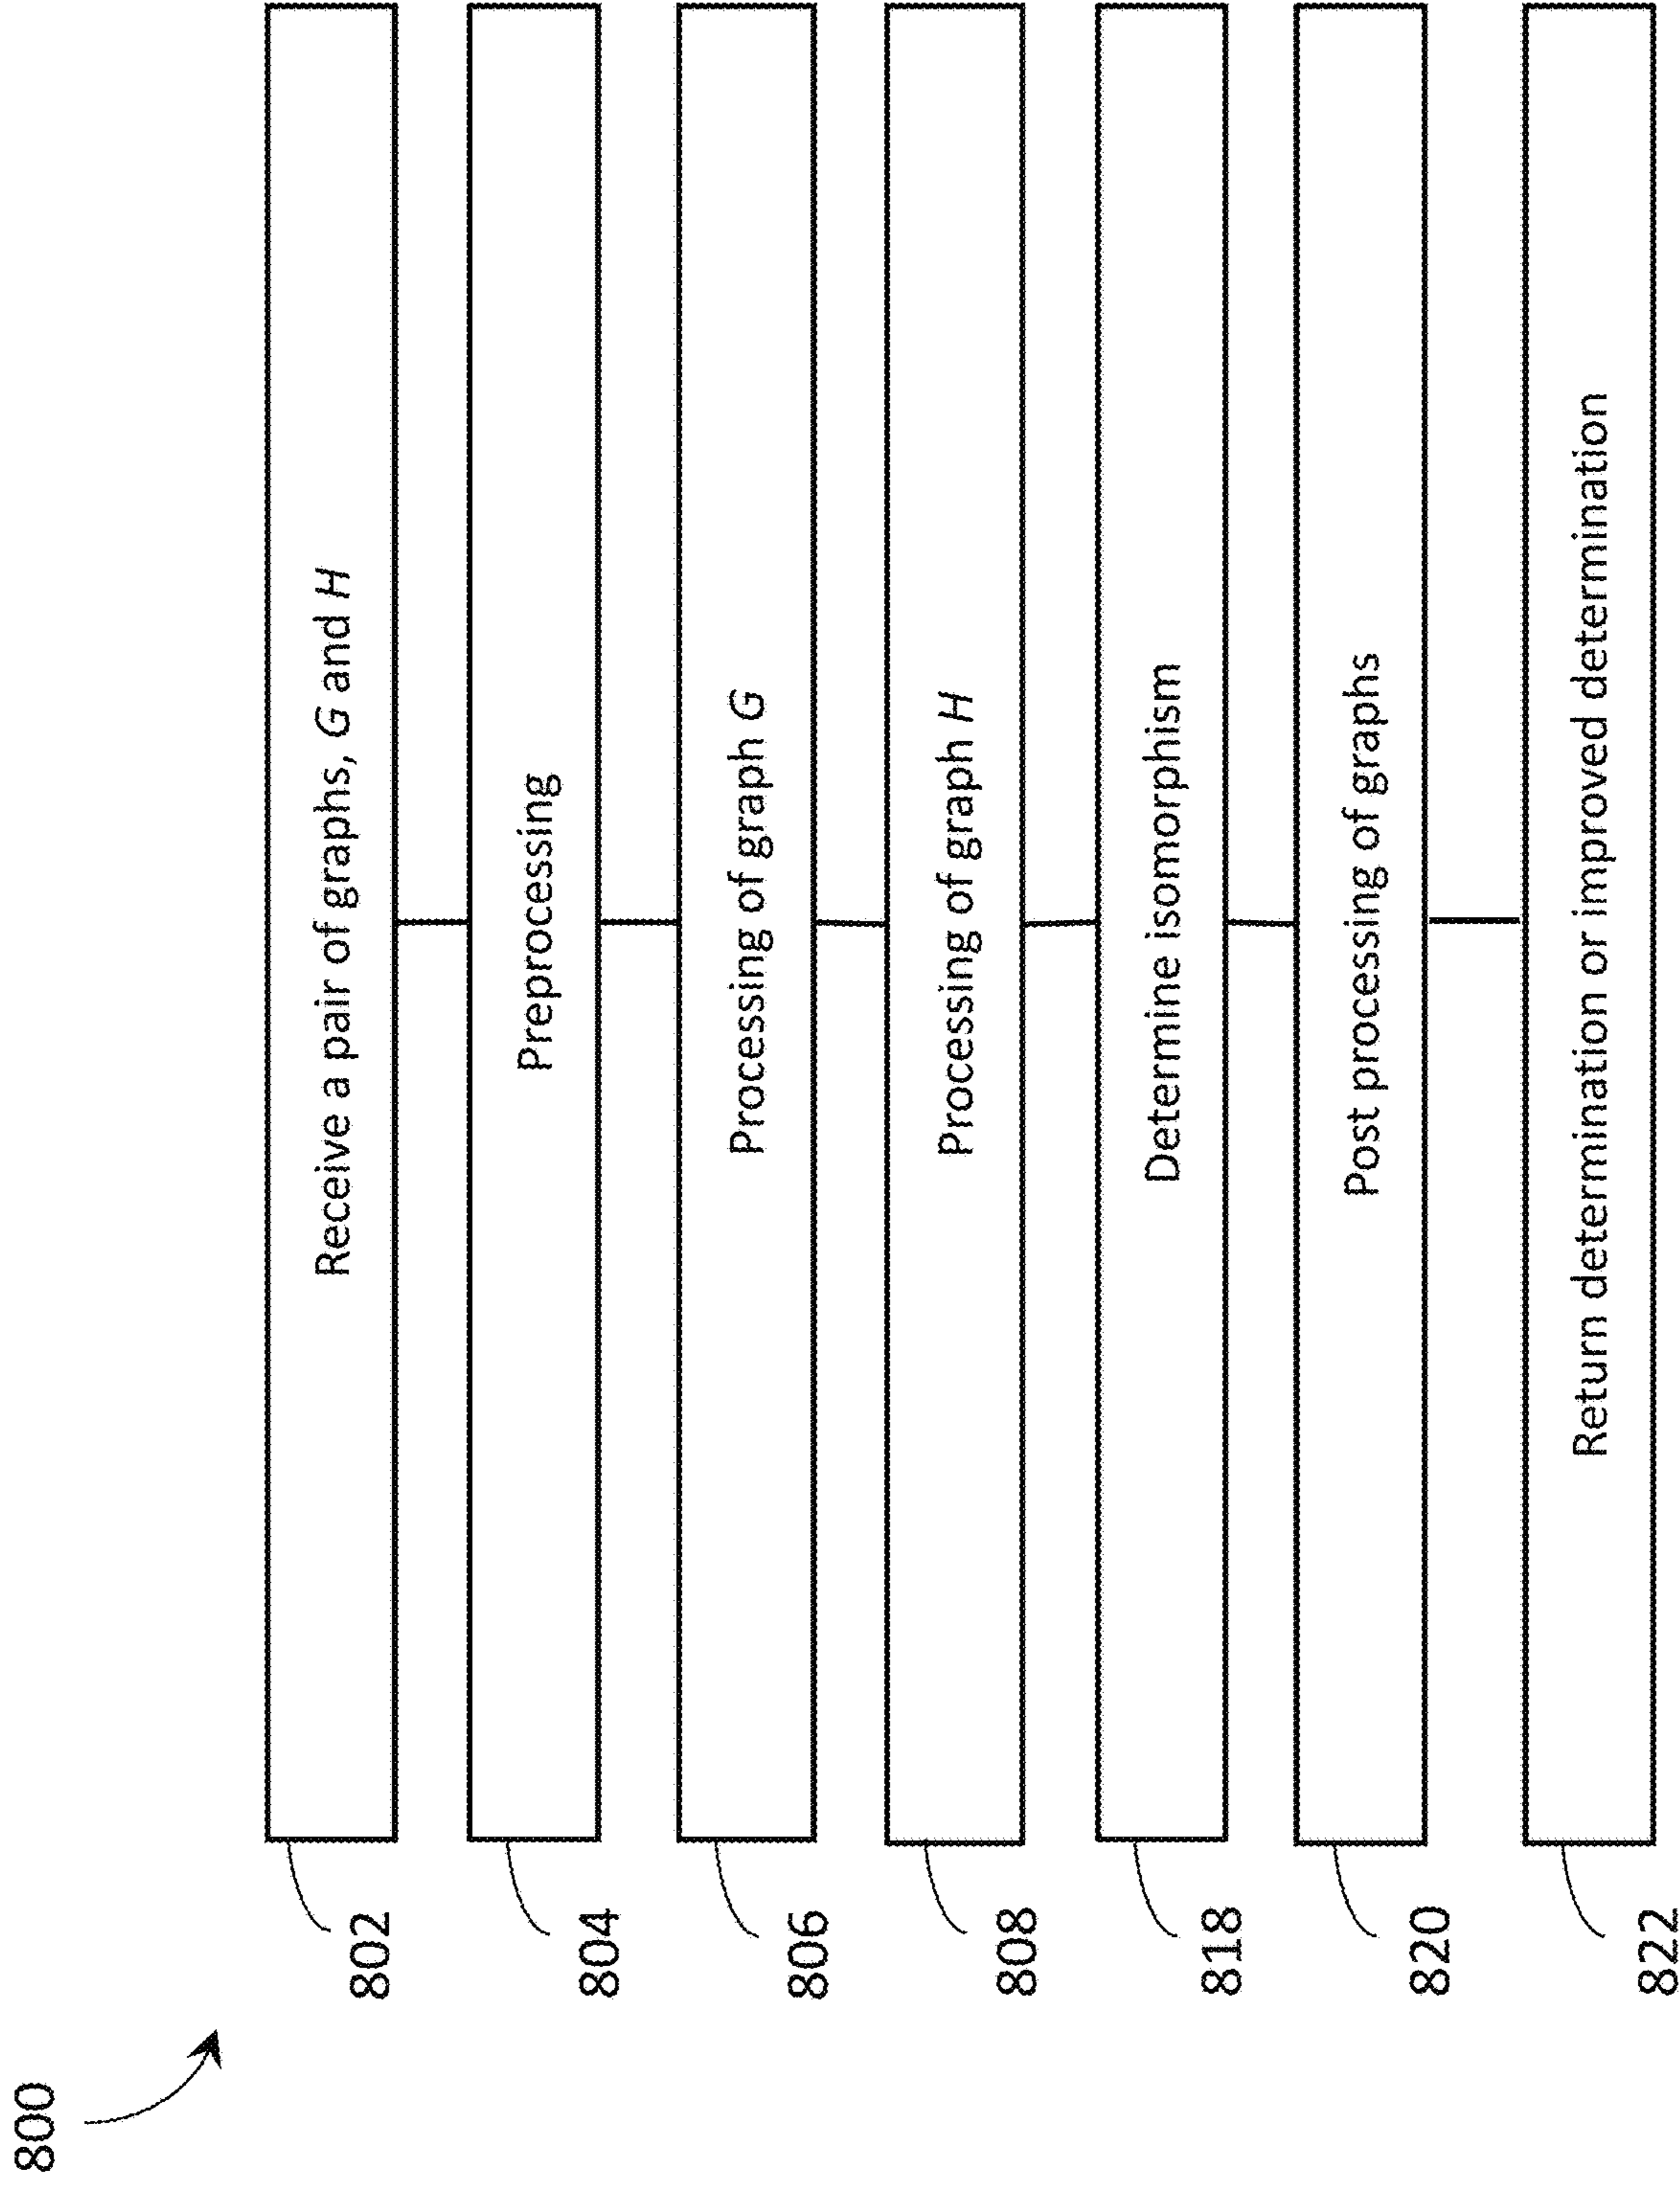 800
802
Receive a pair of graphs, G and H
804
Preprocessing
806
Processing of graph G
808
Processing of graph H
818
Determine isomorphism
820
Post processing of graphs
822
Return determination or improved determination